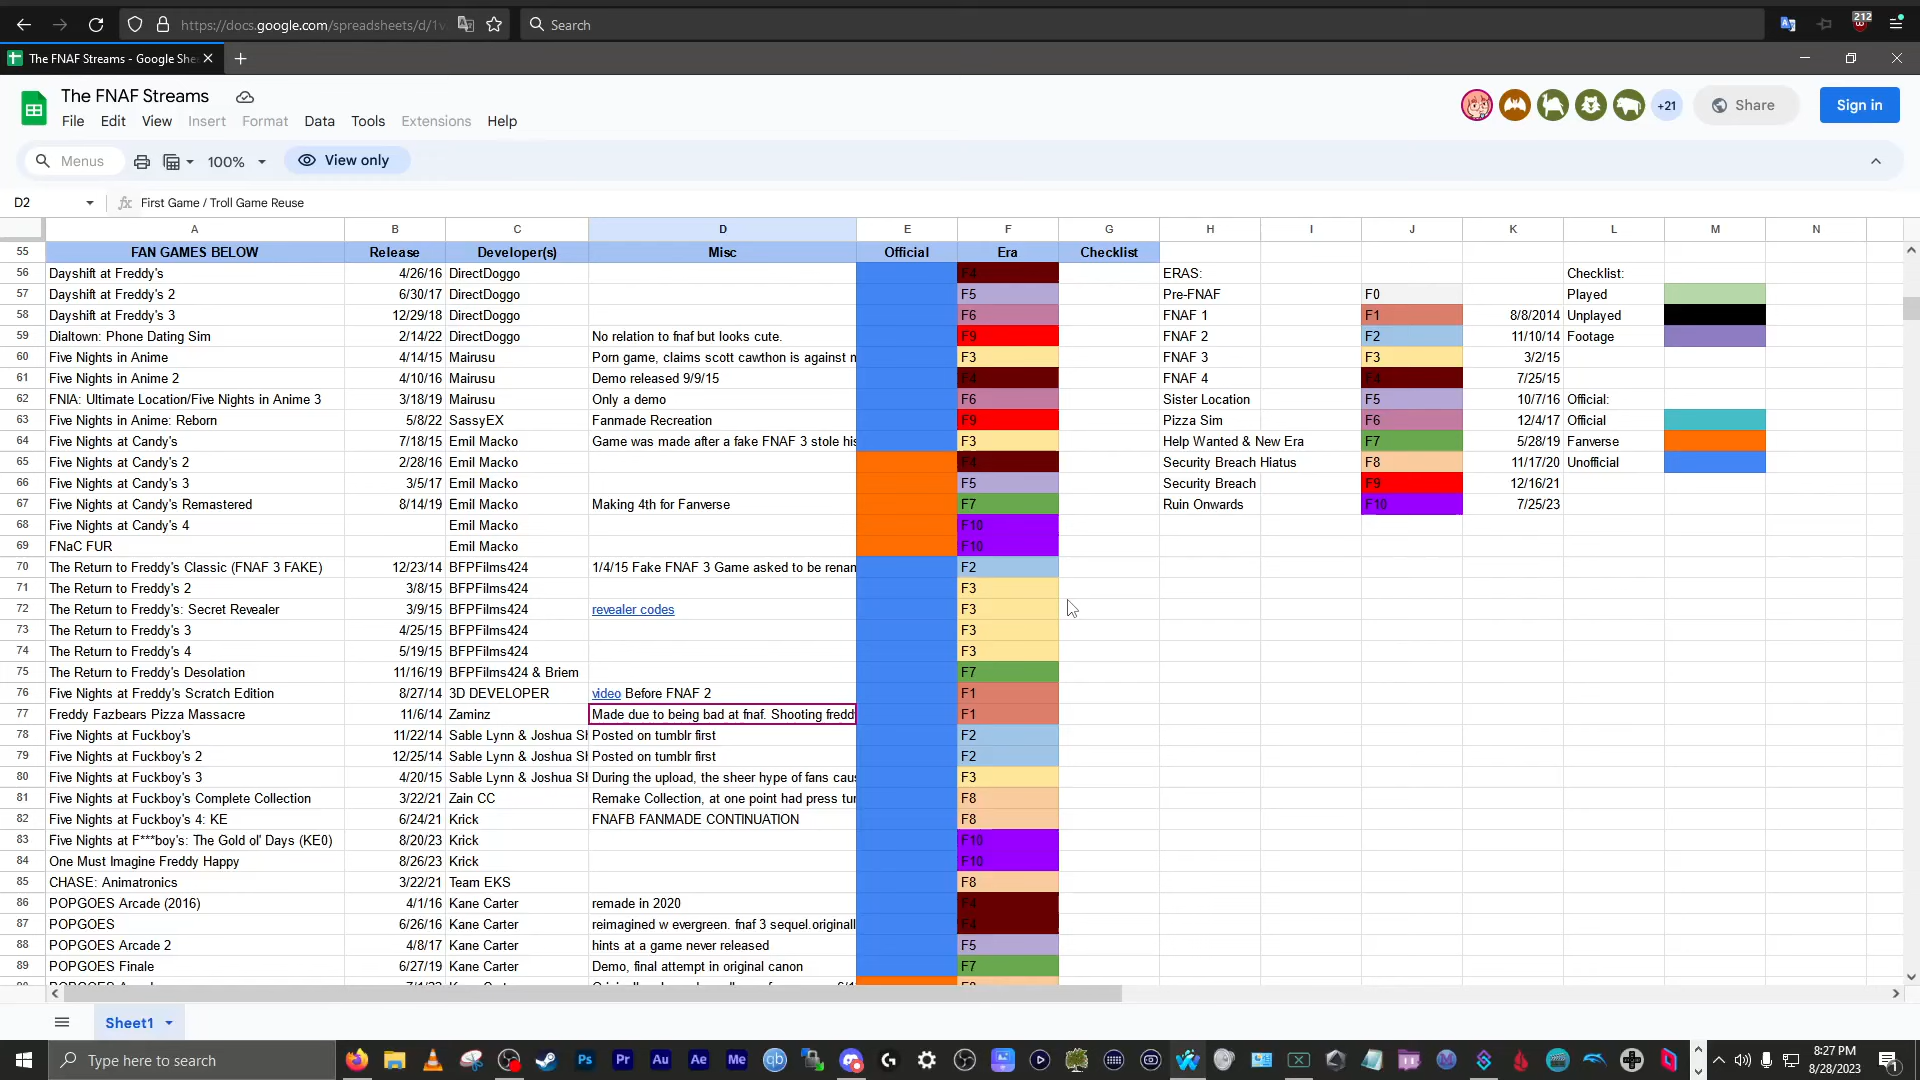 https://docs.google.com/spreadsheets/d/1v
Search
212
The FNAF Streams - Google She
The FNAF Streams
+21
Share
Sign in
File Edit View Insert Format Data Tools Extensions Help
Menus 100% View only
D2 fx First Game / Troll Game Reuse
A B C D E F G H I J K L M N
55 FAN GAMES BELOW Release Developer(s) Misc Official Era Checklist
56 Dayshift at Freddy's 4/26/16 DirectDoggo F4 ERAS: Checklist:
57 Dayshift at Freddy's 2 6/30/17 DirectDoggo F5 Pre-FNAF F0 Played
58 Dayshift at Freddy's 3 12/29/18 DirectDoggo F6 FNAF 1 F1 8/8/2014 Unplayed
59 Dialtown: Phone Dating Sim 2/14/22 DirectDoggo No relation to fnaf but looks cute. F9 FNAF 2 F2 11/10/14 Footage
60 Five Nights in Anime 4/14/15 Mairusu Porn game, claims scott cawthon is against m F3 FNAF 3 F3 3/2/15
61 Five Nights in Anime 2 4/10/16 Mairusu Demo released 9/9/15 F4 FNAF 4 F4 7/25/15
62 FNIA: Ultimate Location/Five Nights in Anime 3 3/18/19 Mairusu Only a demo F6 Sister Location F5 10/7/16 Official:
63 Five Nights in Anime: Reborn 5/8/22 SassyEX Fanmade Recreation F9 Pizza Sim F6 12/4/17 Official
64 Five Nights at Candy's 7/18/15 Emil Macko Game was made after a fake FNAF 3 stole his F3 Help Wanted & New Era F7 5/28/19 Fanverse
65 Five Nights at Candy's 2 2/28/16 Emil Macko F4 Security Breach Hiatus F8 11/17/20 Unofficial
66 Five Nights at Candy's 3 3/5/17 Emil Macko F5 Security Breach F9 12/16/21
67 Five Nights at Candy's Remastered 8/14/19 Emil Macko Making 4th for Fanverse F7 Ruin Onwards F10 7/25/23
68 Five Nights at Candy's 4 Emil Macko F10
69 FNaC FUR Emil Macko F10
70 The Return to Freddy's Classic (FNAF 3 FAKE) 12/23/14 BFPFilms424 1/4/15 Fake FNAF 3 Game asked to be renan F2
71 The Return to Freddy's 2 3/8/15 BFPFilms424 F3
72 The Return to Freddy's: Secret Revealer 3/9/15 BFPFilms424 revealer codes F3
73 The Return to Freddy's 3 4/25/15 BFPFilms424 F3
74 The Return to Freddy's 4 5/19/15 BFPFilms424 F3
75 The Return to Freddy's Desolation 11/16/19 BFPFilms424 & Briem F7
76 Five Nights at Freddy's Scratch Edition 8/27/14 3D DEVELOPER video Before FNAF 2 F1
77 Freddy Fazbears Pizza Massacre 11/6/14 Zaminz Made due to being bad at fnaf. Shooting fredd F1
78 Five Nights at Fuckboy's 11/22/14 Sable Lynn & Joshua Sh Posted on tumblr first F2
79 Five Nights at Fuckboy's 2 12/25/14 Sable Lynn & Joshua Sh Posted on tumblr first F2
80 Five Nights at Fuckboy's 3 4/20/15 Sable Lynn & Joshua Sh During the upload, the sheer hype of fans cau F3
81 Five Nights at Fuckboy's Complete Collection 3/22/21 Zain CC Remake Collection, at one point had press tu F8
82 Five Nights at Fuckboy's 4: KE 6/24/21 Krick FNAFB FANMADE CONTINUATION F8
83 Five Nights at F***boy's: The Gold ol' Days (KE0) 8/20/23 Krick F10
84 One Must Imagine Freddy Happy 8/26/23 Krick F10
85 CHASE: Animatronics 3/22/21 Team EKS F8
86 POPGOES Arcade (2016) 4/1/16 Kane Carter remade in 2020 F4
87 POPGOES 6/26/16 Kane Carter reimagined w evergreen. fnaf 3 sequel.original F4
88 POPGOES Arcade 2 4/8/17 Kane Carter hints at a game never released F5
89 POPGOES Finale 6/27/19 Kane Carter Demo, final attempt in original canon F7
Sheet1
Type here to search
Ps Pr Au Ae Me qb
8:27 PM
8/28/2023
1